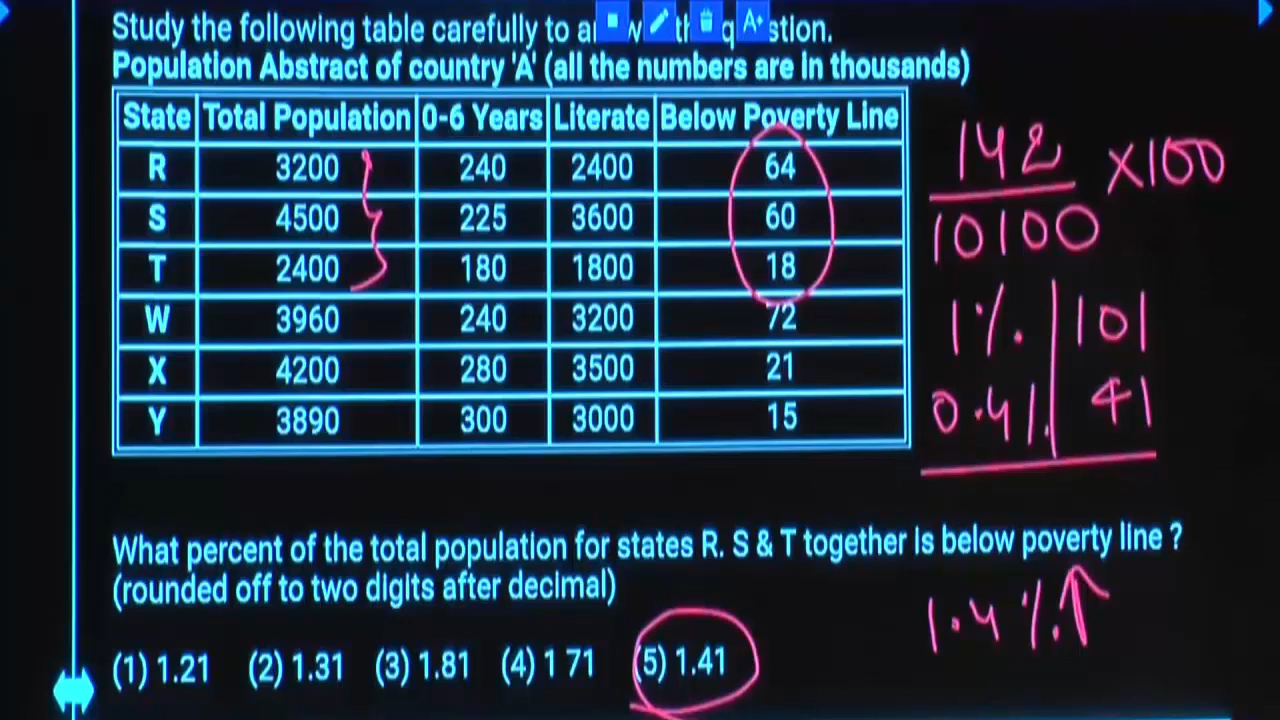 Study the following table carefully to a stion.
A+
Population Abstract of country 'A' (all the numbers are in thousands)
State Total Population 0-6 Years Literate Below Poverty Line
R 3200 240 2400 64
S 4500 225 3600 60
T 2400 180 1800 18
W 3960 240 3200 72
X 4200 280 3500 21
Y 3890 300 3000 15
142 X100
10100
1% 101
0.4% 41
What percent of the total population for states R. S & T together is below poverty line ?
(rounded off to two digits after decimal)
1.4%
(1) 1.21 (2) 1.31 (3) 1.81 (4) 1 71 (5) 1.41